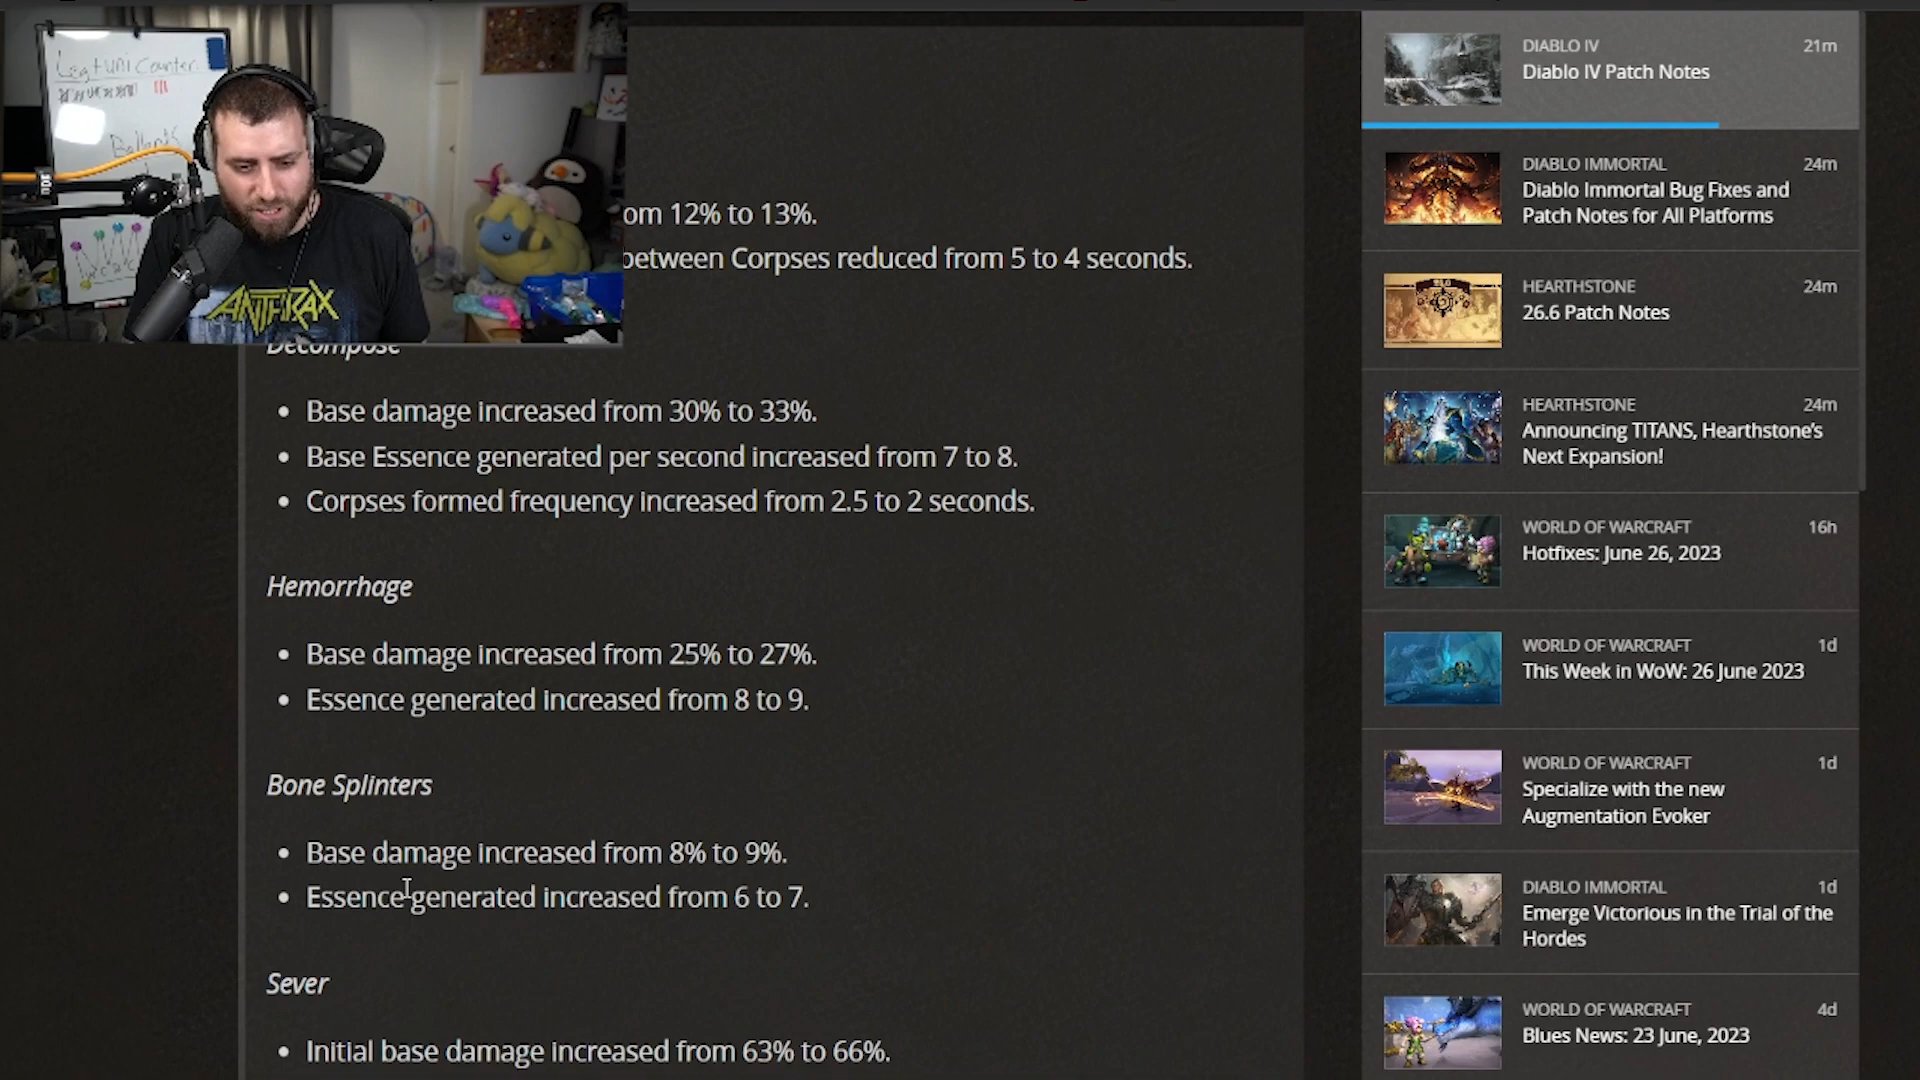 Leg + UNI Counter
ANTHRAX
om 12% to 13%.
between Corpses reduced from 5 to 4 seconds.
Decompose
• Base damage increased from 30% to 33%.
• Base Essence generated per second increased from 7 to 8.
• Corpses formed frequency increased from 2.5 to 2 seconds.
Hemorrhage
• Base damage increased from 25% to 27%.
• Essence generated increased from 8 to 9.
Bone Splinters
• Base damage increased from 8% to 9%.
• Essence generated increased from 6 to 7.
Sever
• Initial base damage increased from 63% to 66%.
DIABLO IV 21m
Diablo IV Patch Notes
DIABLO IMMORTAL 24m
Diablo Immortal Bug Fixes and
Patch Notes for All Platforms
HEARTHSTONE 24m
26.6 Patch Notes
HEARTHSTONE 24m
Announcing TITANS, Hearthstone's
Next Expansion!
WORLD OF WARCRAFT 16h
Hotfixes: June 26, 2023
WORLD OF WARCRAFT 1d
This Week in WoW: 26 June 2023
WORLD OF WARCRAFT 1d
Specialize with the new
Augmentation Evoker
DIABLO IMMORTAL 1d
Emerge Victorious in the Trial of the
Hordes
WORLD OF WARCRAFT 4d
Blues News: 23 June, 2023